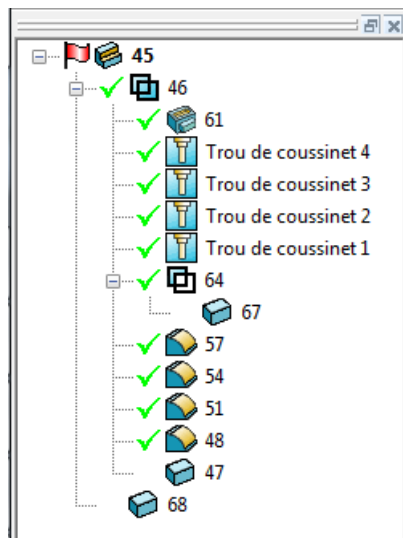 45
46
61
Trou de coussinet 4
Trou de coussinet 3
Trou de coussinet 2
Trou de coussinet 1
64
67
57
54
51
48
47
68